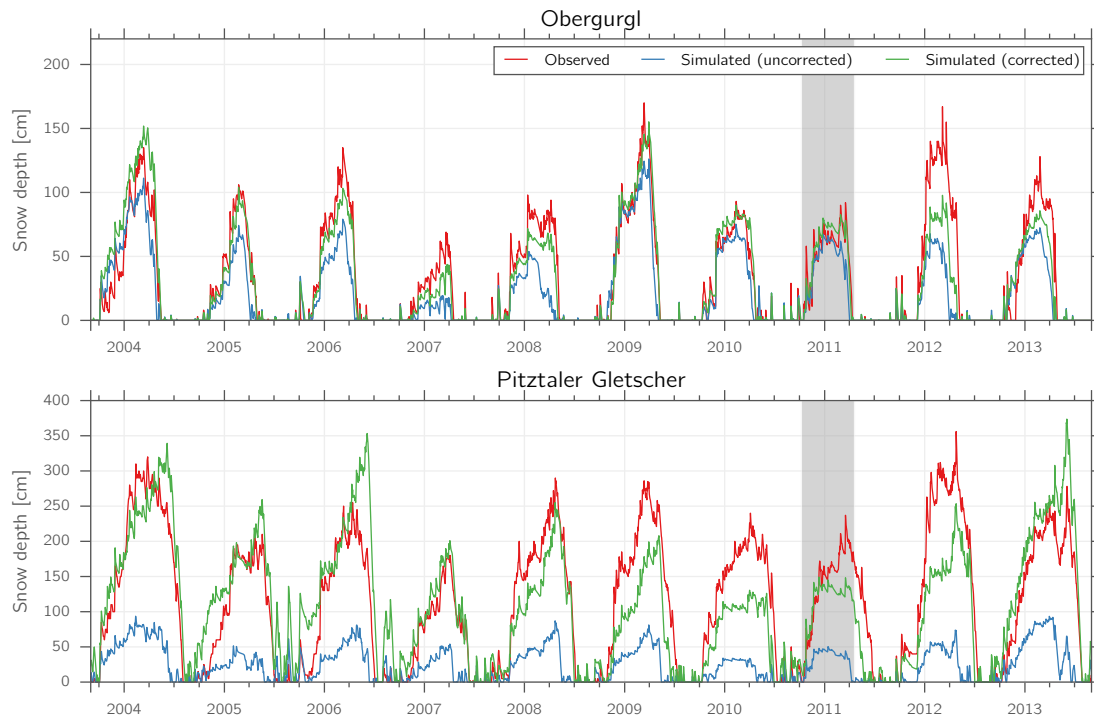 Obergurgl
Observed
Simulated (uncorrected)
Simulated (corrected)
Snow depth [cm]
200
150
100
50
0
2004 2005 2006 2007 2008 2009 2010 2011 2012 2013
Pitztaler Gletscher
Snow depth [cm]
400
350
300
250
200
150
100
50
0
2004 2005 2006 2007 2008 2009 2010 2011 2012 2013